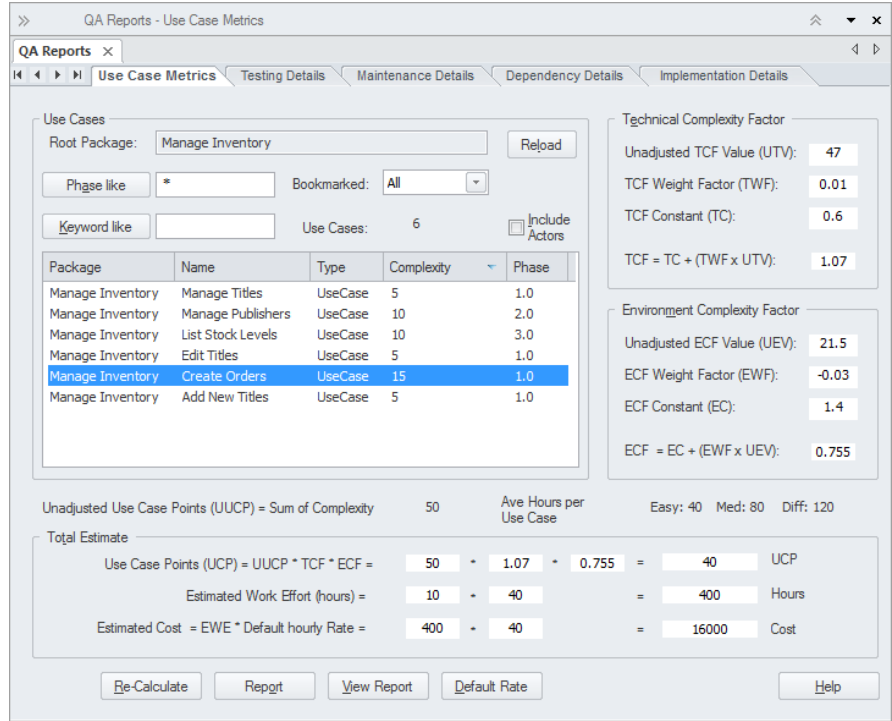 QA Reports - Use Case Metrics
QA Reports
Use Case Metrics Testing Details Maintenance Details Dependency Details Implementation Details
Use Cases
Root Package: Manage Inventory Reload
Phase like * Bookmarked: All
Keyword like Use Cases: 6 Include Actors
Package Name Type Complexity Phase
Manage Inventory Manage Titles UseCase 5 1.0
Manage Inventory Manage Publishers UseCase 10 2.0
Manage Inventory List Stock Levels UseCase 10 3.0
Manage Inventory Edit Titles UseCase 5 1.0
Manage Inventory Create Orders UseCase 15 1.0
Manage Inventory Add New Titles UseCase 5 1.0
Technical Complexity Factor
Unadjusted TCF Value (UTV): 47
TCF Weight Factor (TWF): 0.01
TCF Constant (TC): 0.6
TCF = TC + (TWF x UTV): 1.07
Environment Complexity Factor
Unadjusted ECF Value (UEV): 21.5
ECF Weight Factor (EWF): -0.03
ECF Constant (EC): 1.4
ECF = EC + (EWF x UEV): 0.755
Unadjusted Use Case Points (UUCP) = Sum of Complexity 50 Ave Hours per Use Case Easy: 40 Med: 80 Diff: 120
Total Estimate
Use Case Points (UCP) = UUCP * TCF * ECF = 50 * 1.07 * 0.755 = 40 UCP
Estimated Work Effort (hours) = 10 * 40 = 400 Hours
Estimated Cost = EWE * Default hourly Rate = 400 * 40 = 16000 Cost
Re-Calculate Report View Report Default Rate Help